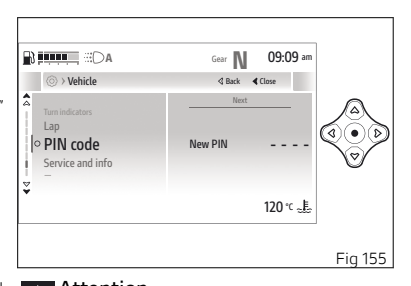 A
Gear N 09:09 am
> Vehicle
Back Close
Turn indicators
Lap
PIN code
Service and info
Next
New PIN - - - -
120 °C
Fig 155
Attention